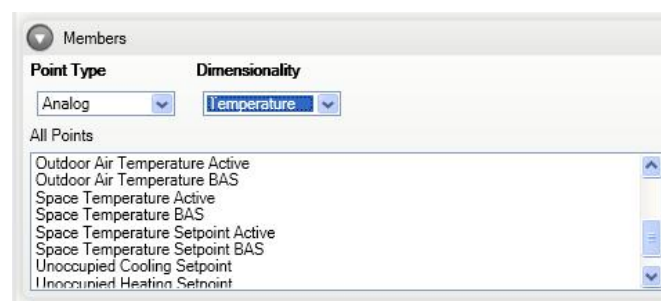 Members
Point Type Dimensionality
Analog Temperature
All Points
Outdoor Air Temperature Active
Outdoor Air Temperature BAS
Space Temperature Active
Space Temperature BAS
Space Temperature Setpoint Active
Space Temperature Setpoint BAS
Unoccupied Cooling Setpoint
Unoccupied Heating Setpoint